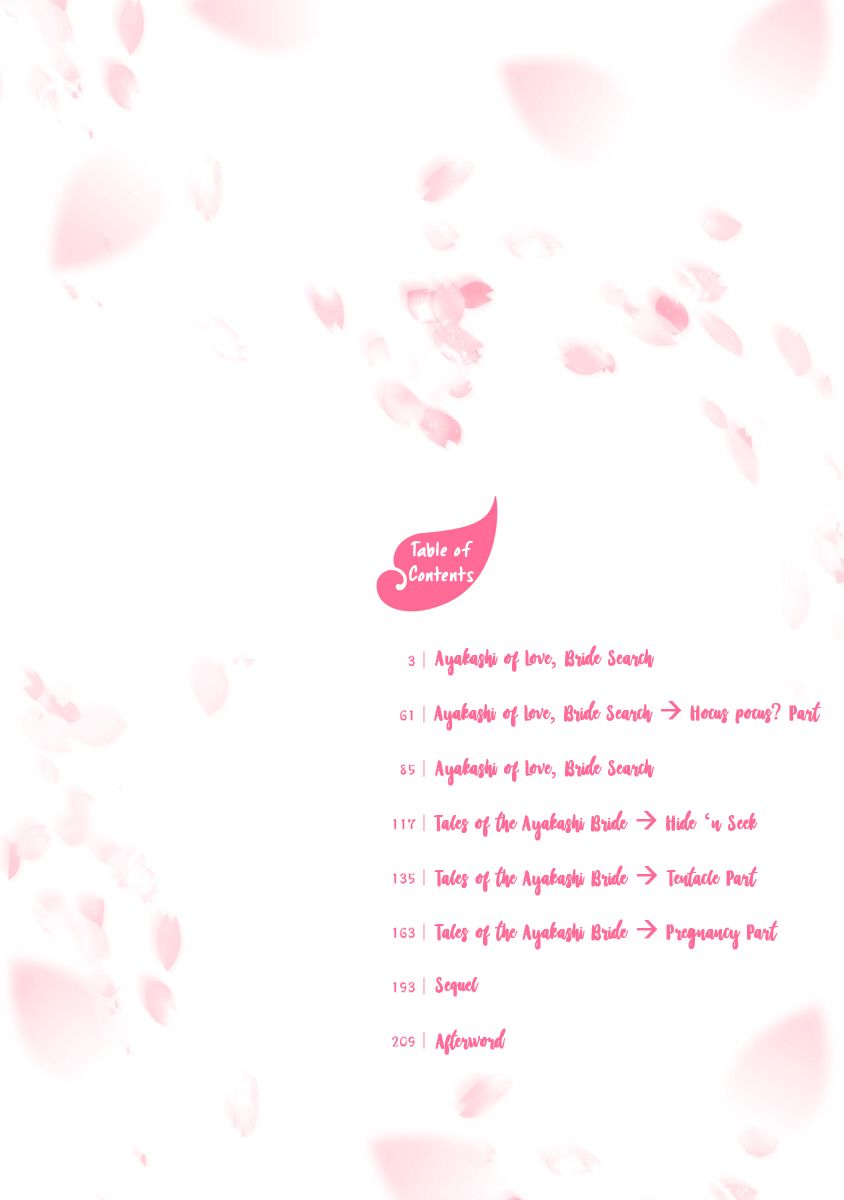 Table of
Contents
3 | Ayakashi of Love, Bride Search
61 | Ayakashi of Love, Bride Search → Hocus pocus? Part
85 | Ayakashi of Love, Bride Search
117 | Tales of the Ayakashi Bride → Hide 'n Seek
135 | Tales of the Ayakashi Bride → Tentacle Part
163 | Tales of the Ayakashi Bride → Pregnancy Part
193 | Sequel
209 | Afterword